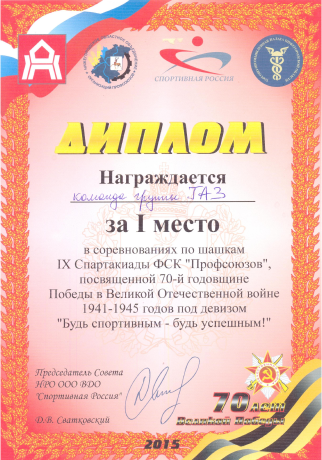 СПОРТИВНАЯ РОССИЯ
ДИПЛОМ
Награждается
команда группы ГАЗ
за I место
в соревнованиях по шашкам
IX Спартакиады ФСК "Профсоюзов",
посвященной 70-й годовщине
Победы в Великой Отечественной войне
1941-1945 годов под девизом
"Будь спортивным - будь успешным!"
Председатель Совета
НРО ООО ВДО
"Спортивная Россия"
Д.В. Сватковский
70 лет
Великой Победы
2015